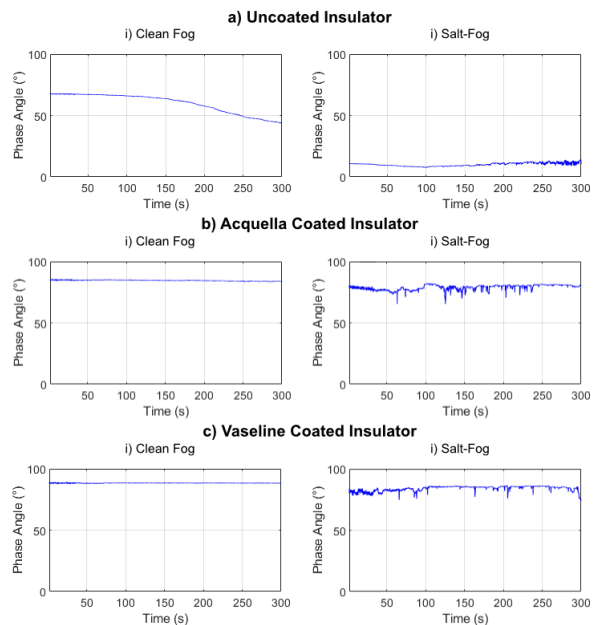 a) Uncoated Insulator
i) Clean Fog
i) Salt-Fog
Phase Angle (°)
100
50
0
50 100 150 200 250 300
Time (s)
Phase Angle (°)
100
50
0
50 100 150 200 250 300
Time (s)
b) Acquella Coated Insulator
i) Clean Fog
i) Salt-Fog
Phase Angle (°)
100
50
0
50 100 150 200 250 300
Time (s)
Phase Angle (°)
100
50
0
50 100 150 200 250 300
Time (s)
c) Vaseline Coated Insulator
i) Clean Fog
i) Salt-Fog
Phase Angle (°)
100
50
0
50 100 150 200 250 300
Time (s)
Phase Angle (°)
100
50
0
50 100 150 200 250 300
Time (s)